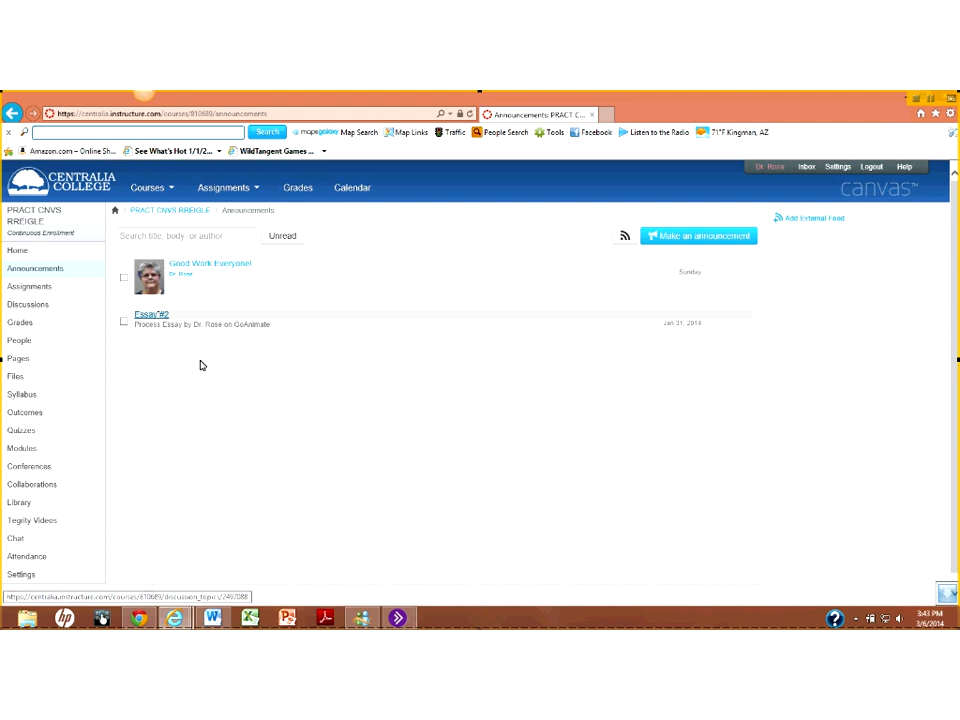 https://centralia.instructure.com/courses/810689/announcements
Announcements: PRACT C... ×
× Search mapsgalaxy Map Search Map Links Traffic People Search Tools Facebook Listen to the Radio 71°F Kingman, AZ
Amazon.com – Online Sh... See What's Hot 1/1/2... WildTangent Games ...
Dr Rose Inbox Settings Logout Help
CENTRALIA
COLLEGE
Courses Assignments Grades Calendar
canvas™
PRACT CNVS
RREIGLE
Continuous Enrollment
PRACT CNVS RREIGLE Announcements
Add External Feed
Search title, body, or author Unread Make an announcement
Home
Announcements
Assignments
Discussions
Grades
People
Pages
Files
Syllabus
Outcomes
Quizzes
Modules
Conferences
Collaborations
Library
Tegrity Videos
Chat
Attendance
Settings
Good Work Everyone!
Dr. Rose
Sunday
Essay #2
Process Essay by Dr. Rose on GoAnimate
Jan 31, 2014
https://centralia.instructure.com/courses/810689/discussion_topics/2497088
3:43 PM
3/6/2014